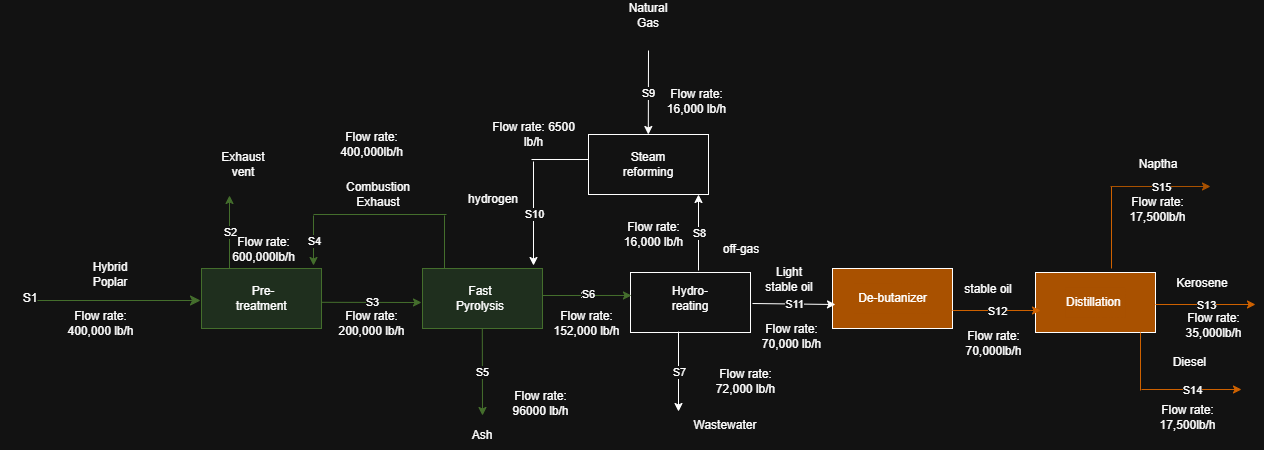 Natural
Gas
S9
Flow rate:
16,000 lb/h
Flow rate: 6500
lb/h
Flow rate:
400,000lb/h
Steam
reforming
Exhaust
vent
Combustion
Exhaust
hydrogen
S10
Naptha
S15
Flow rate:
17,500lb/h
S2
Flow rate:
600,000lb/h
S4
Flow rate:
16,000 lb/h
S8
off-gas
Hybrid
Poplar
S1
Flow rate:
400,000 lb/h
Pre-
treatment
S3
Flow rate:
200,000 lb/h
Fast
Pyrolysis
S6
Flow rate:
152,000 lb/h
Hydro-
reating
Light
stable oil
S11
Flow rate:
70,000 lb/h
De-butanizer
stable oil
S12
Flow rate:
70,000lb/h
Distillation
Kerosene
S13
Flow rate:
35,000lb/h
Diesel
S14
Flow rate:
17,500lb/h
S5
Flow rate:
96000 lb/h
Ash
S7
Flow rate:
72,000 lb/h
Wastewater